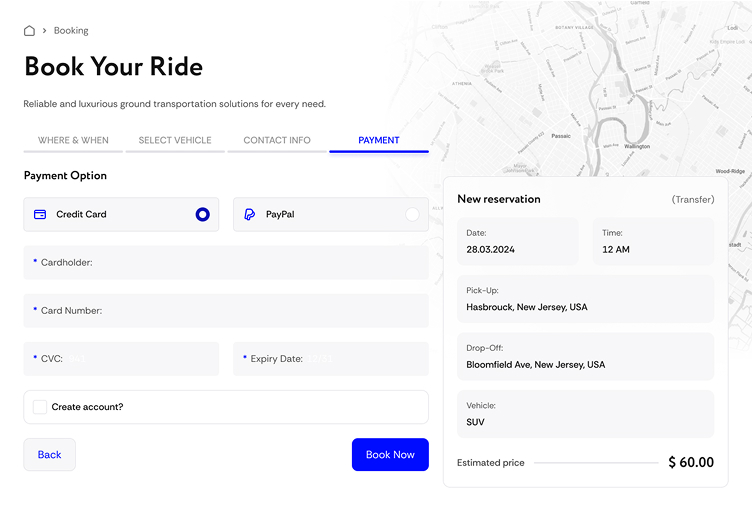 Booking
Book Your Ride
Reliable and luxurious ground transportation solutions for every need.
WHERE & WHEN
SELECT VEHICLE
CONTACT INFO
PAYMENT
Payment Option
Credit Card
PayPal
* Cardholder:
* Card Number:
* CVC:
* Expiry Date:
Create account?
Back
Book Now
BOTANY VILLAGE
Lodi
ATHENIA
Passaic
Wallington
Wood-Ridge
New reservation
(Transfer)
Date:
28.03.2024
Time:
12 AM
Pick-Up:
Hasbrouck, New Jersey, USA
Drop-Off:
Bloomfield Ave, New Jersey, USA
Vehicle:
SUV
Estimated price
$ 60.00